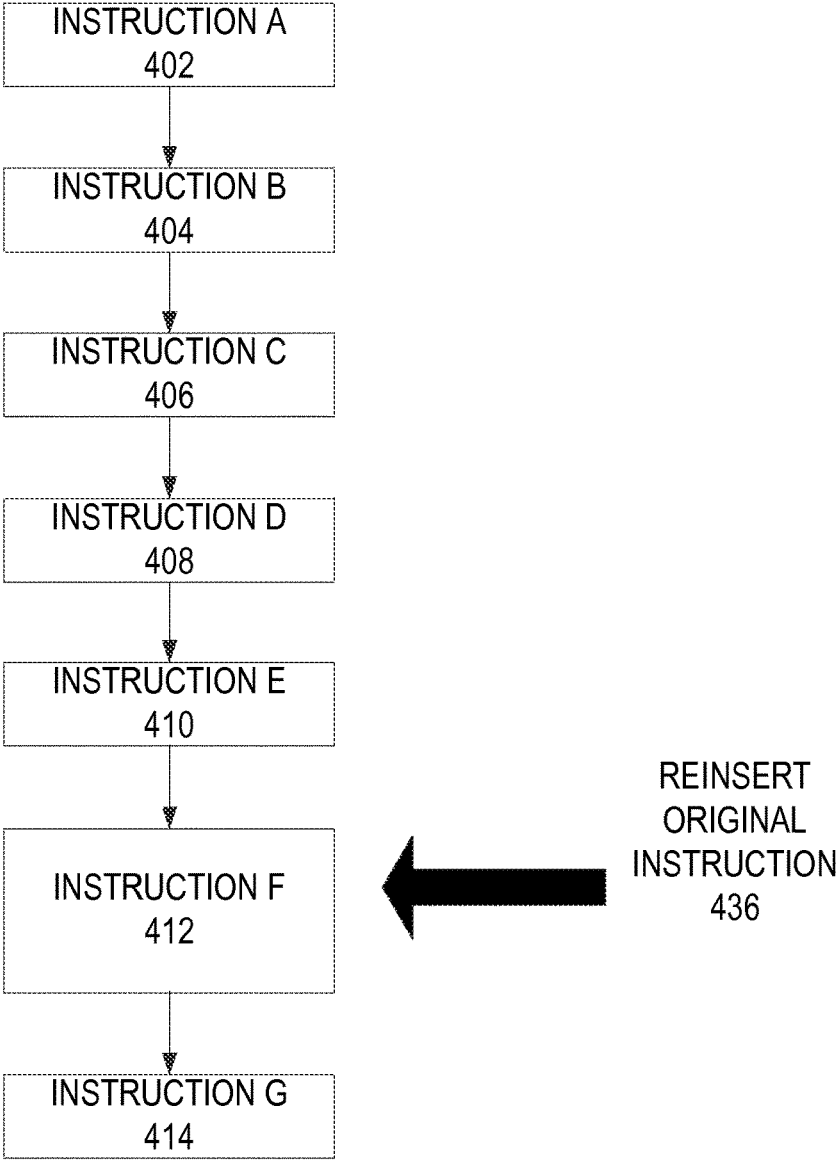 INSTRUCTION A
402
INSTRUCTION B
404
INSTRUCTION C
406
INSTRUCTION D
408
INSTRUCTION E
410
INSTRUCTION F
412
REINSERT
ORIGINAL
INSTRUCTION
436
INSTRUCTION G
414